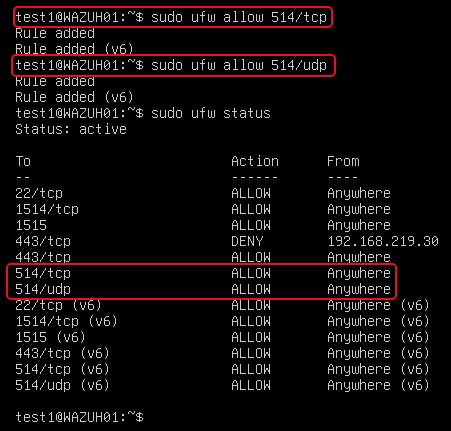 test1@WAZUH01:~$ sudo ufw allow 514/tcp
Rule added
Rule added (v6)
test1@WAZUH01:~$ sudo ufw allow 514/udp
Rule added
Rule added (v6)
test1@WAZUH01:~$ sudo ufw status
Status: active
To Action From
-- ------ ----
22/tcp ALLOW Anywhere
1514/tcp ALLOW Anywhere
1515 ALLOW Anywhere
443/tcp DENY 192.168.219.30
443/tcp ALLOW Anywhere
514/tcp ALLOW Anywhere
514/udp ALLOW Anywhere
22/tcp (v6) ALLOW Anywhere (v6)
1514/tcp (v6) ALLOW Anywhere (v6)
1515 (v6) ALLOW Anywhere (v6)
443/tcp (v6) ALLOW Anywhere (v6)
514/tcp (v6) ALLOW Anywhere (v6)
514/udp (v6) ALLOW Anywhere (v6)
test1@WAZUH01:~$